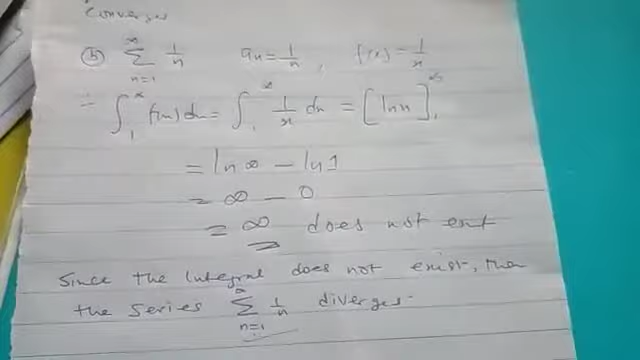 Converges
(b) ∞ Σ n=1 1/n an = 1/n , f(x) = 1/x
= ∫₁^∞ f(x) dx = ∫₁^∞ 1/x dx = [ln x]₁^∞
= ln ∞ - ln 1
= ∞ - 0
= ∞ does not exist
Since the Integral does not exist, then
the series ∞ Σ n=1 1/n diverges.